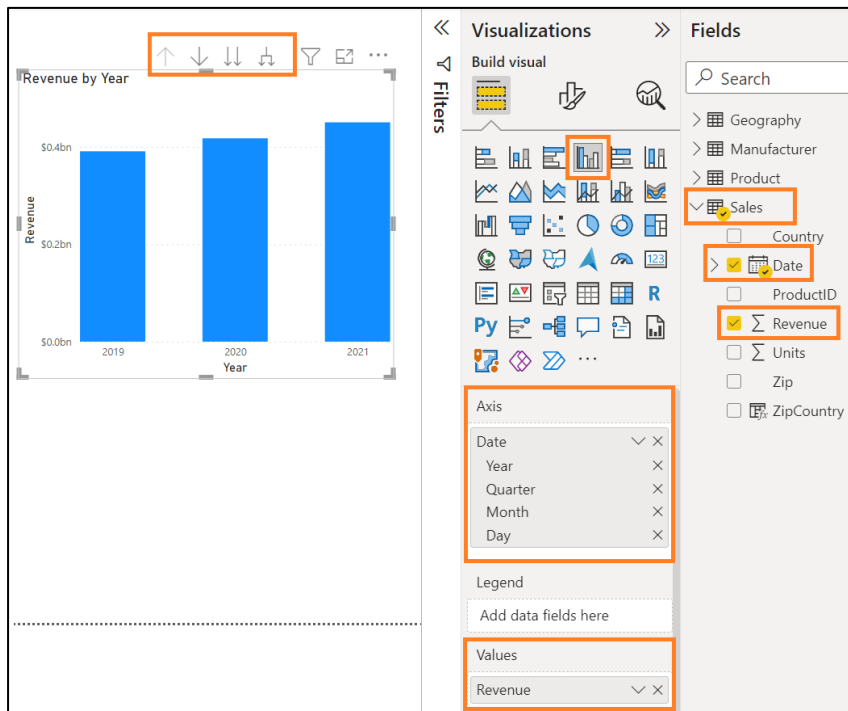 Revenue by Year
$0.4bn
$0.2bn
$0.0bn
Revenue
2019 2020 2021
Year
Filters
Visualizations
Build visual
123
R
Py
Axis
Date
Year
Quarter
Month
Day
Legend
Add data fields here
Values
Revenue
Fields
Search
Geography
Manufacturer
Product
Sales
Country
Date
ProductID
Σ Revenue
Σ Units
Zip
fx ZipCountry